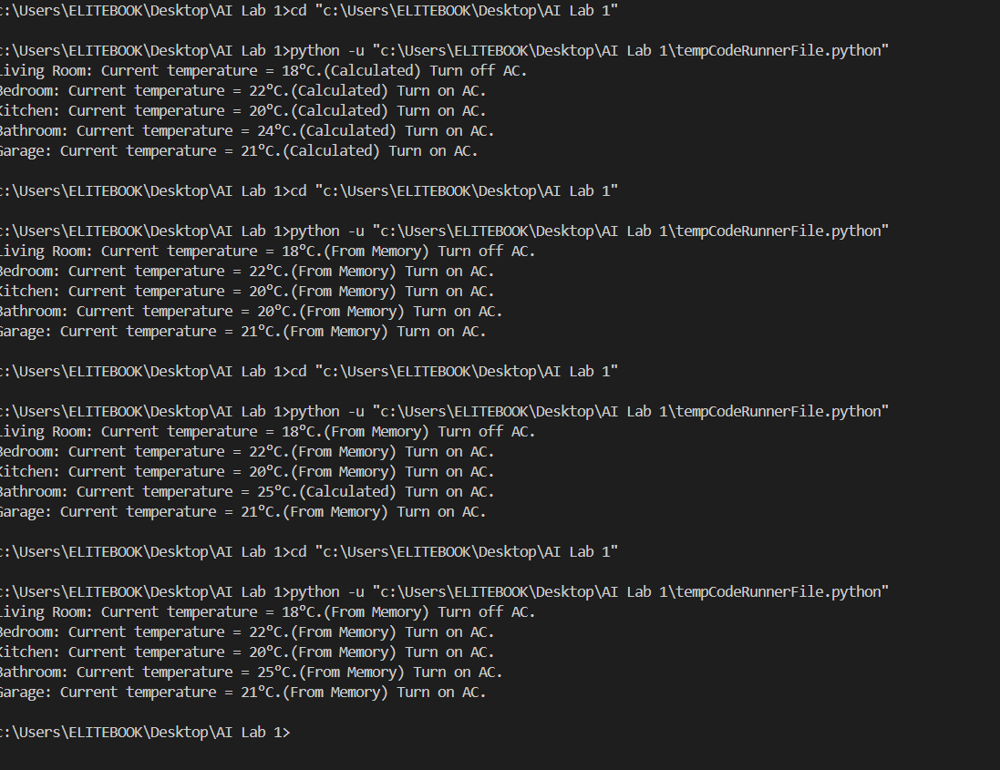 c:\Users\ELITEBOOK\Desktop\AI Lab 1>cd "c:\Users\ELITEBOOK\Desktop\AI Lab 1"
c:\Users\ELITEBOOK\Desktop\AI Lab 1>python -u "c:\Users\ELITEBOOK\Desktop\AI Lab 1\tempCodeRunnerFile.python"
Living Room: Current temperature = 18°C.(Calculated) Turn off AC.
Bedroom: Current temperature = 22°C.(Calculated) Turn on AC.
Kitchen: Current temperature = 20°C.(Calculated) Turn on AC.
Bathroom: Current temperature = 24°C.(Calculated) Turn on AC.
Garage: Current temperature = 21°C.(Calculated) Turn on AC.
c:\Users\ELITEBOOK\Desktop\AI Lab 1>cd "c:\Users\ELITEBOOK\Desktop\AI Lab 1"
c:\Users\ELITEBOOK\Desktop\AI Lab 1>python -u "c:\Users\ELITEBOOK\Desktop\AI Lab 1\tempCodeRunnerFile.python"
Living Room: Current temperature = 18°C.(From Memory) Turn off AC.
Bedroom: Current temperature = 22°C.(From Memory) Turn on AC.
Kitchen: Current temperature = 20°C.(From Memory) Turn on AC.
Bathroom: Current temperature = 20°C.(From Memory) Turn on AC.
Garage: Current temperature = 21°C.(From Memory) Turn on AC.
c:\Users\ELITEBOOK\Desktop\AI Lab 1>cd "c:\Users\ELITEBOOK\Desktop\AI Lab 1"
c:\Users\ELITEBOOK\Desktop\AI Lab 1>python -u "c:\Users\ELITEBOOK\Desktop\AI Lab 1\tempCodeRunnerFile.python"
Living Room: Current temperature = 18°C.(From Memory) Turn off AC.
Bedroom: Current temperature = 22°C.(From Memory) Turn on AC.
Kitchen: Current temperature = 20°C.(From Memory) Turn on AC.
Bathroom: Current temperature = 25°C.(Calculated) Turn on AC.
Garage: Current temperature = 21°C.(From Memory) Turn on AC.
c:\Users\ELITEBOOK\Desktop\AI Lab 1>cd "c:\Users\ELITEBOOK\Desktop\AI Lab 1"
c:\Users\ELITEBOOK\Desktop\AI Lab 1>python -u "c:\Users\ELITEBOOK\Desktop\AI Lab 1\tempCodeRunnerFile.python"
Living Room: Current temperature = 18°C.(From Memory) Turn off AC.
Bedroom: Current temperature = 22°C.(From Memory) Turn on AC.
Kitchen: Current temperature = 20°C.(From Memory) Turn on AC.
Bathroom: Current temperature = 25°C.(From Memory) Turn on AC.
Garage: Current temperature = 21°C.(From Memory) Turn on AC.
c:\Users\ELITEBOOK\Desktop\AI Lab 1>